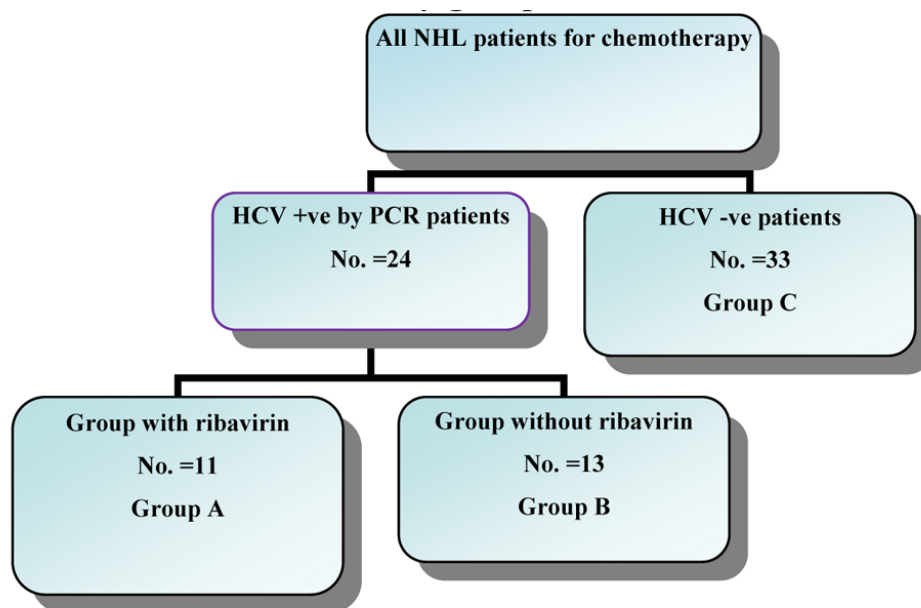 All NHL patients for chemotherapy
HCV +ve by PCR patients
No. =24
HCV -ve patients
No. =33
Group C
Group with ribavirin
No. =11
Group A
Group without ribavirin
No. =13
Group B